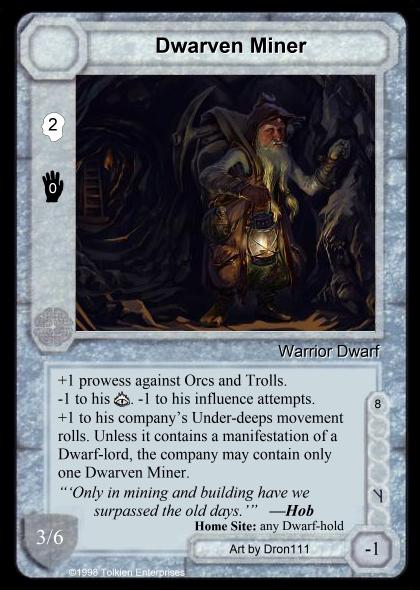 Dwarven Miner
2
0
Warrior Dwarf
+1 prowess against Orcs and Trolls.
-1 to his . -1 to his influence attempts.
+1 to his company's Under-deeps movement
rolls. Unless it contains a manifestation of a
Dwarf-lord, the company may contain only
one Dwarven Miner.
"‘Only in mining and building have we
surpassed the old days.’" —Hob
Home Site: any Dwarf-hold
8
3/6
Art by Dron111
-1
©1998 Tolkien Enterprises